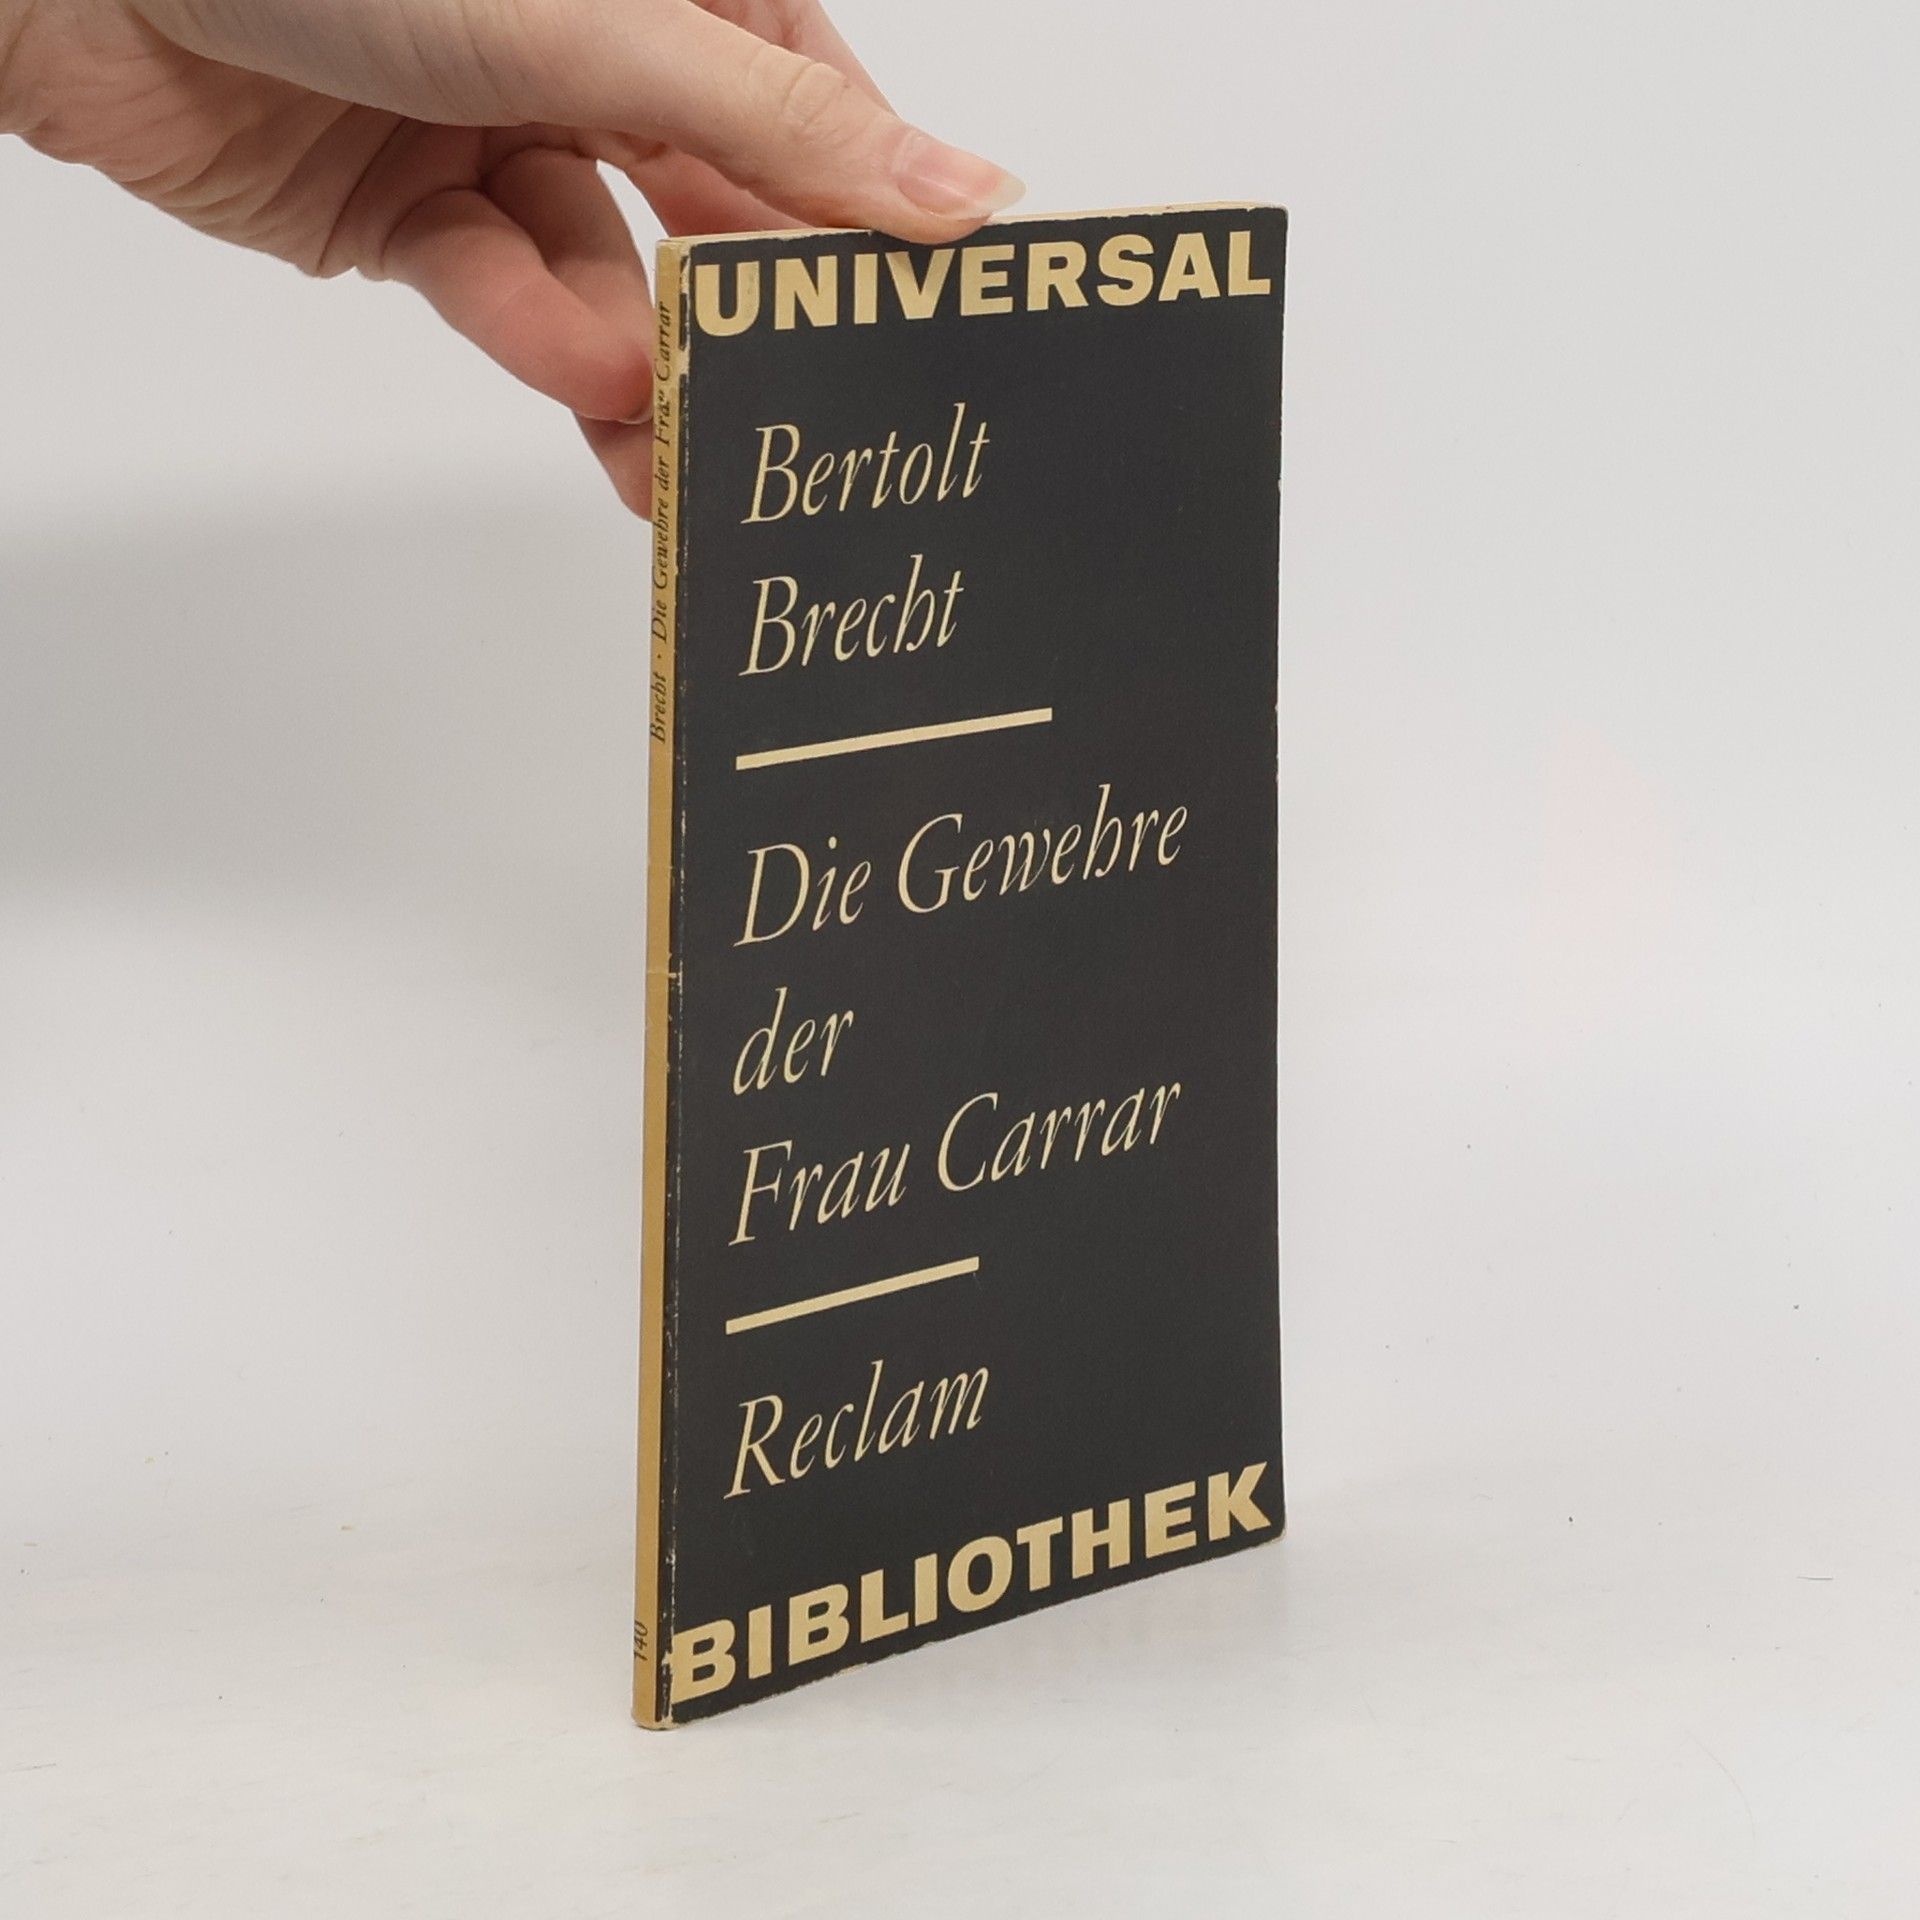 UNIVERSAL
Bertolt
Brecht
Die Gewehre
der
Frau Carrar
Reclam
BIBLIOTHEK
Brecht · Die Gewehre der Frau Carrar
140